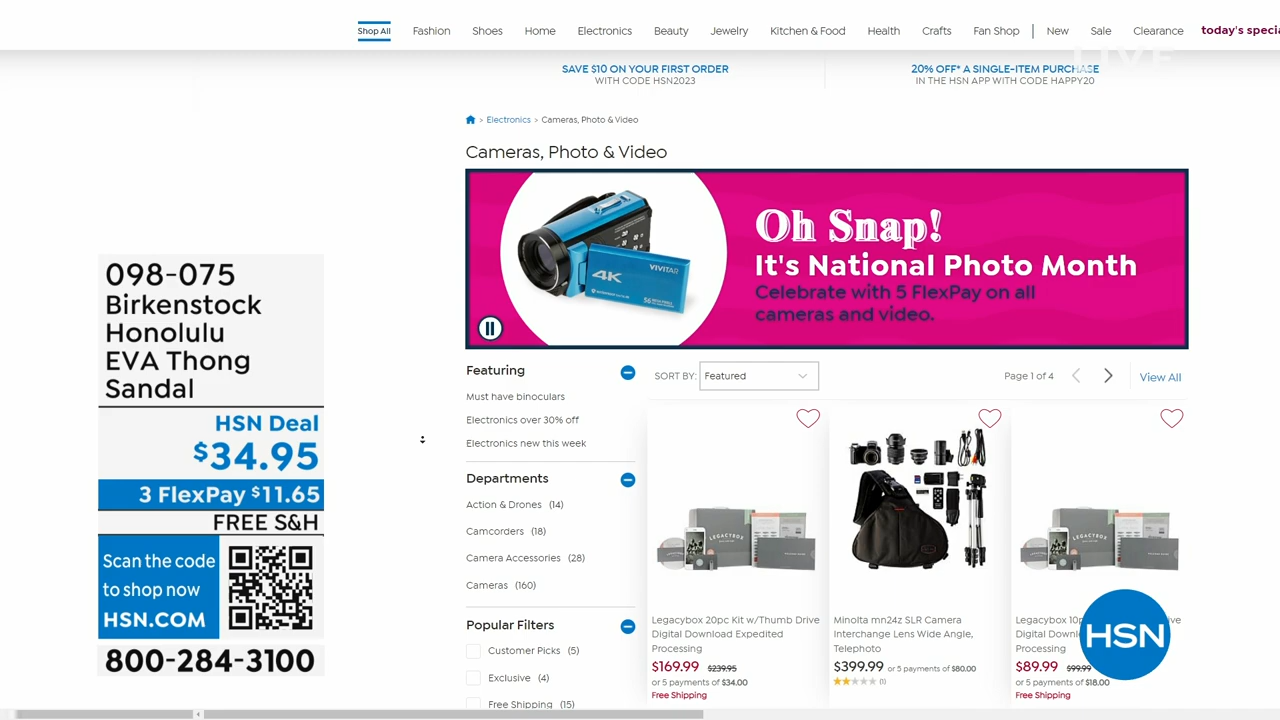 Shop All Fashion Shoes Home Electronics Beauty Jewelry Kitchen & Food Health Crafts Fan Shop New Sale Clearance today's specia
LIVE
SAVE $10 ON YOUR FIRST ORDER
WITH CODE HSN2023
20% OFF* A SINGLE-ITEM PURCHASE
IN THE HSN APP WITH CODE HAPPY20
> Electronics > Cameras, Photo & Video
Cameras, Photo & Video
4K
VIVITAR
56 MEGA PIXELS
Oh Snap!
It's National Photo Month
Celebrate with 5 FlexPay on all
cameras and video.
098-075
Birkenstock
Honolulu
EVA Thong
Sandal
HSN Deal
$34.95
3 FlexPay $11.65
FREE S&H
Scan the code
to shop now
HSN.COM
800-284-3100
Featuring
Must have binoculars
Electronics over 30% off
Electronics new this week
Departments
Action & Drones (14)
Camcorders (18)
Camera Accessories (28)
Cameras (160)
Popular Filters
Customer Picks (5)
Exclusive (4)
Free Shipping (15)
SORT BY: Featured
Page 1 of 4
View All
LEGACYBOX
Legacybox 20pc Kit w/Thumb Drive
Digital Download Expedited
Processing
$169.99 $239.95
or 5 payments of $34.00
Free Shipping
Minolta mn24z SLR Camera
Interchange Lens Wide Angle,
Telephoto
$399.99 or 5 payments of $80.00
(1)
LEGACYBOX
Legacybox 10p
Digital Downl
Processing
$89.99 $99.99
or 5 payments of $18.00
Free Shipping
HSN